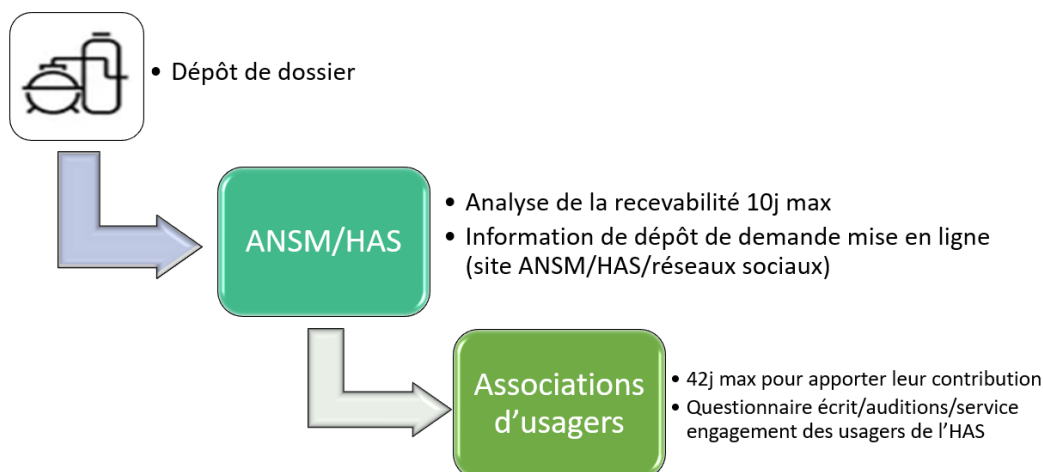 • Dépôt de dossier
ANSM/HAS
• Analyse de la recevabilité 10j max
• Information de dépôt de demande mise en ligne
(site ANSM/HAS/réseaux sociaux)
Associations
d’usagers
• 42j max pour apporter leur contribution
• Questionnaire écrit/auditions/service
engagement des usagers de l’HAS